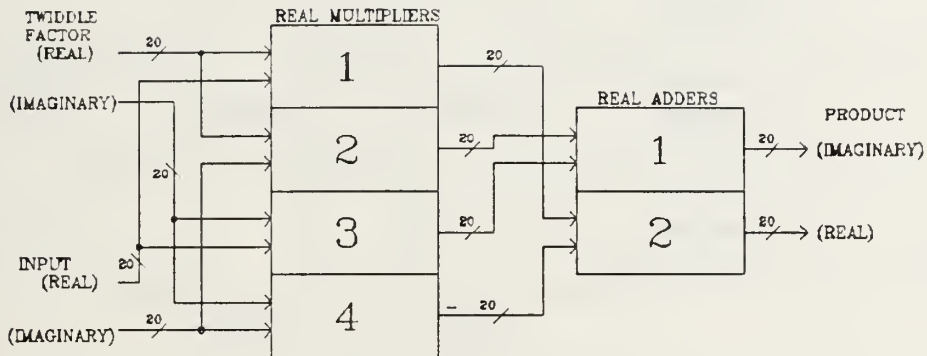 TWIDDLE
FACTOR
(REAL)
20
REAL MULTIPLIERS
1
20
(IMAGINARY)
REAL ADDERS
PRODUCT
2
20
1
20
(IMAGINARY)
20
3
20
2
20
(REAL)
INPUT
(REAL)
20
4
– 20
(IMAGINARY)
20